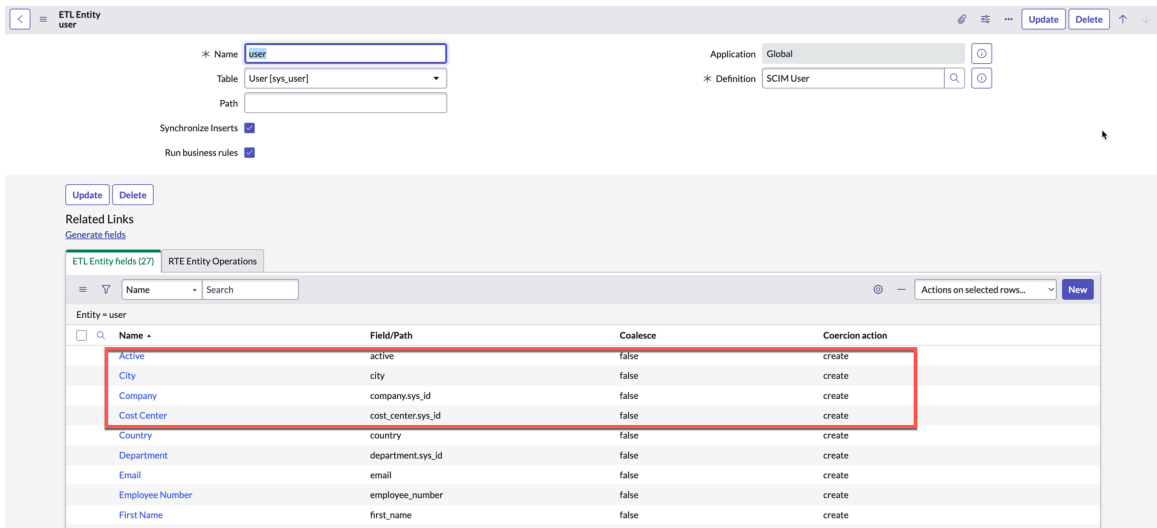 ETL Entity
user
Update Delete
Name user
Application Global
Table User [sys_user]
Definition SCIM User
Path
Synchronize Inserts
Run business rules
Update Delete
Related Links
Generate fields
ETL Entity fields (27) RTE Entity Operations
Name Search Actions on selected rows... New
Entity = user
Name Field/Path Coalesce Coercion action
Active active false create
City city false create
Company company.sys_id false create
Cost Center cost_center.sys_id false create
Country country false create
Department department.sys_id false create
Email email false create
Employee Number employee_number false create
First Name first_name false create